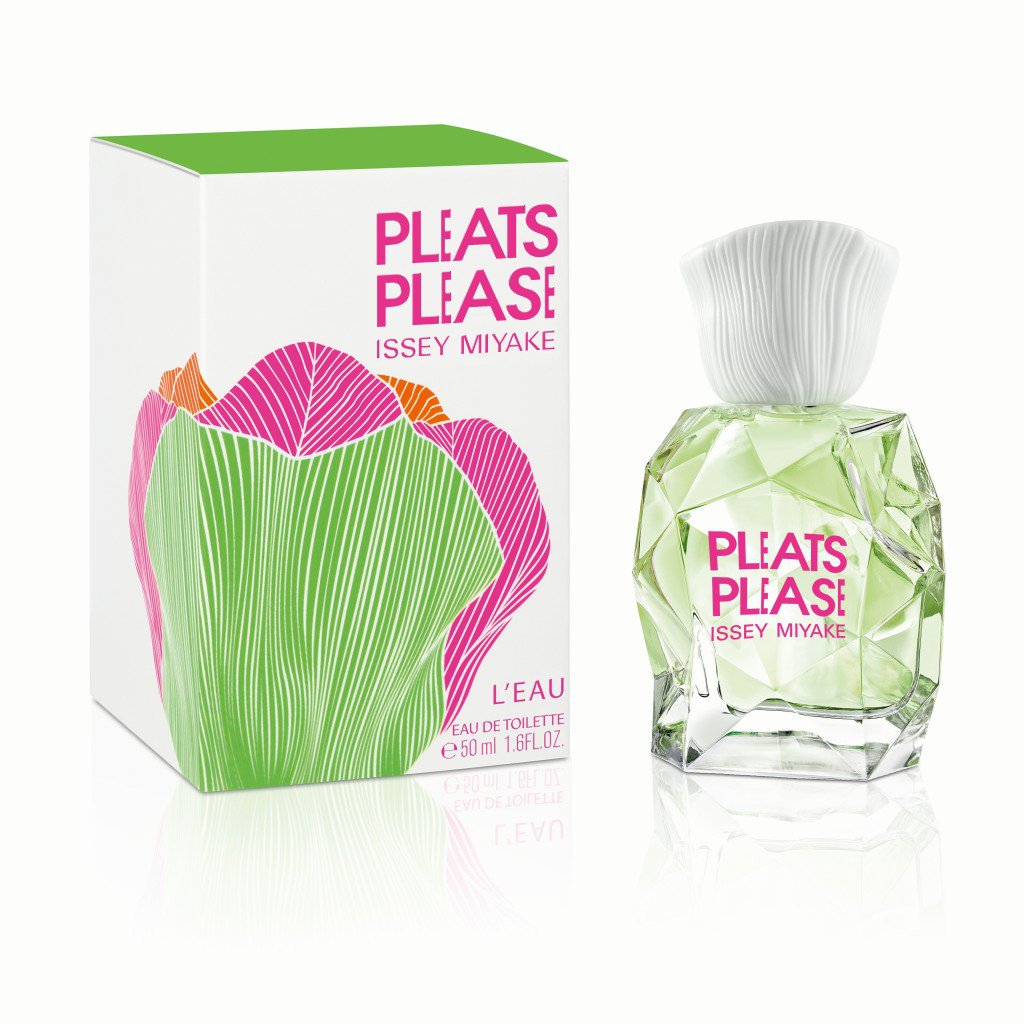 PLEATS
PLEASE
ISSEY MIYAKE
L'EAU
EAU DE TOILETTE
℮50 ml 1.6FL.OZ.
PLEATS
PLEASE
ISSEY MIYAKE